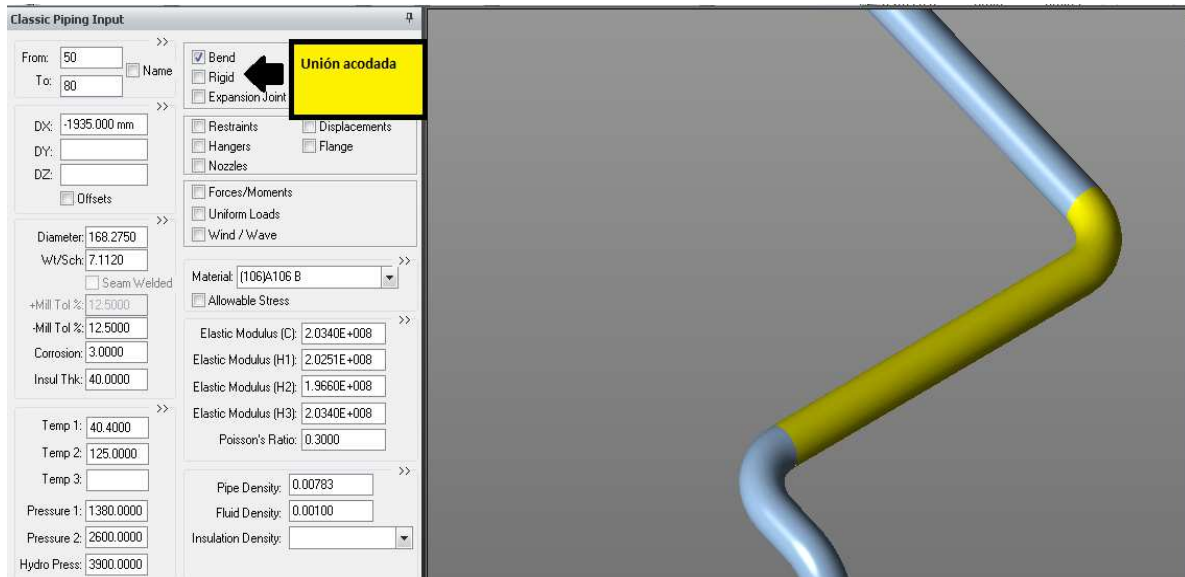 Classic Piping Input
>>
From: 50
Name
To: 80
>>
DX: -1935.000 mm
DY:
DZ:
Offsets
>>
Diameter: 168.2750
Wt/Sch: 7.1120
Seam Welded
+Mill Tol %: 12.5000
-Mill Tol %: 12.5000
Corrosion: 3.0000
Insul Thk: 40.0000
>>
Temp 1: 40.4000
Temp 2: 125.0000
Temp 3:
Pressure 1: 1380.0000
Pressure 2: 2600.0000
Hydro Press: 3900.0000
Bend
Rigid
Expansion Joint
Unión acodada
Restraints Displacements
Hangers Flange
Nozzles
Forces/Moments
Uniform Loads
Wind / Wave
>>
Material: (106)A106 B
Allowable Stress
>>
Elastic Modulus (C): 2.0340E+008
Elastic Modulus (H1): 2.0251E+008
Elastic Modulus (H2): 1.9660E+008
Elastic Modulus (H3): 2.0340E+008
Poisson's Ratio: 0.3000
>>
Pipe Density: 0.00783
Fluid Density: 0.00100
Insulation Density: